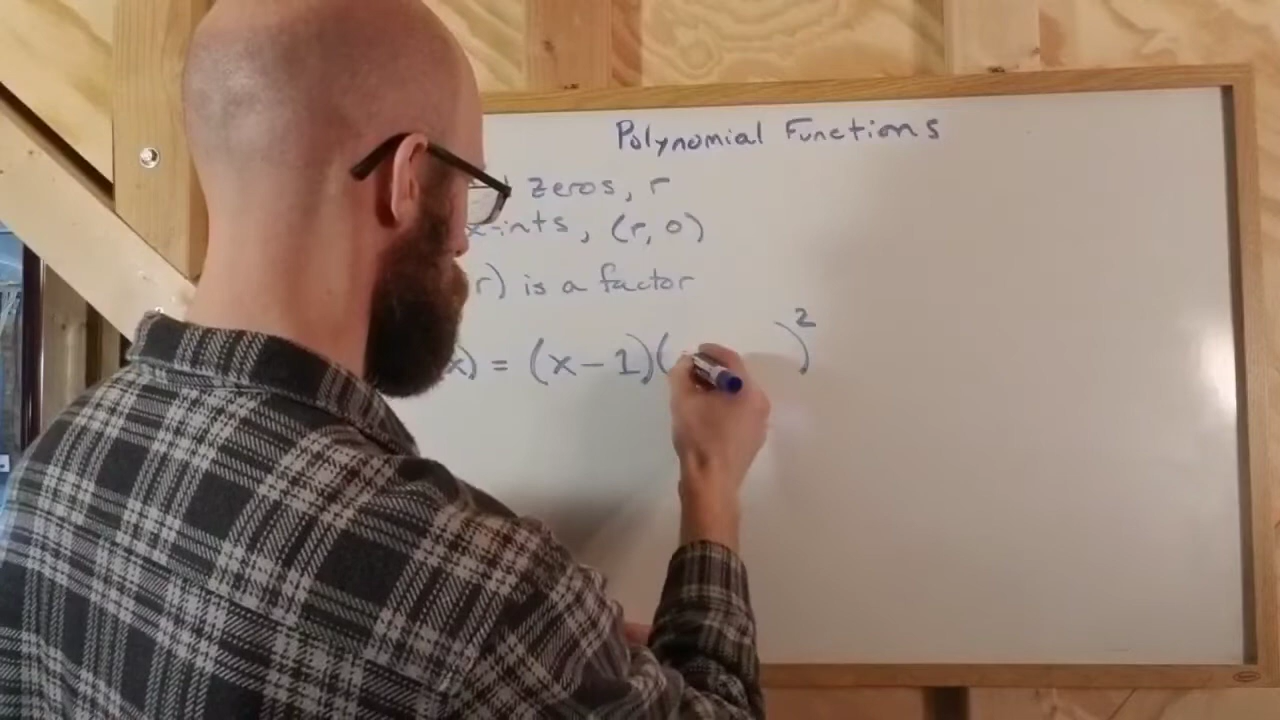 Polynomial Functions
zeros, r
x-ints, (r, 0)
r) is a factor
x) = (x-1)( )²